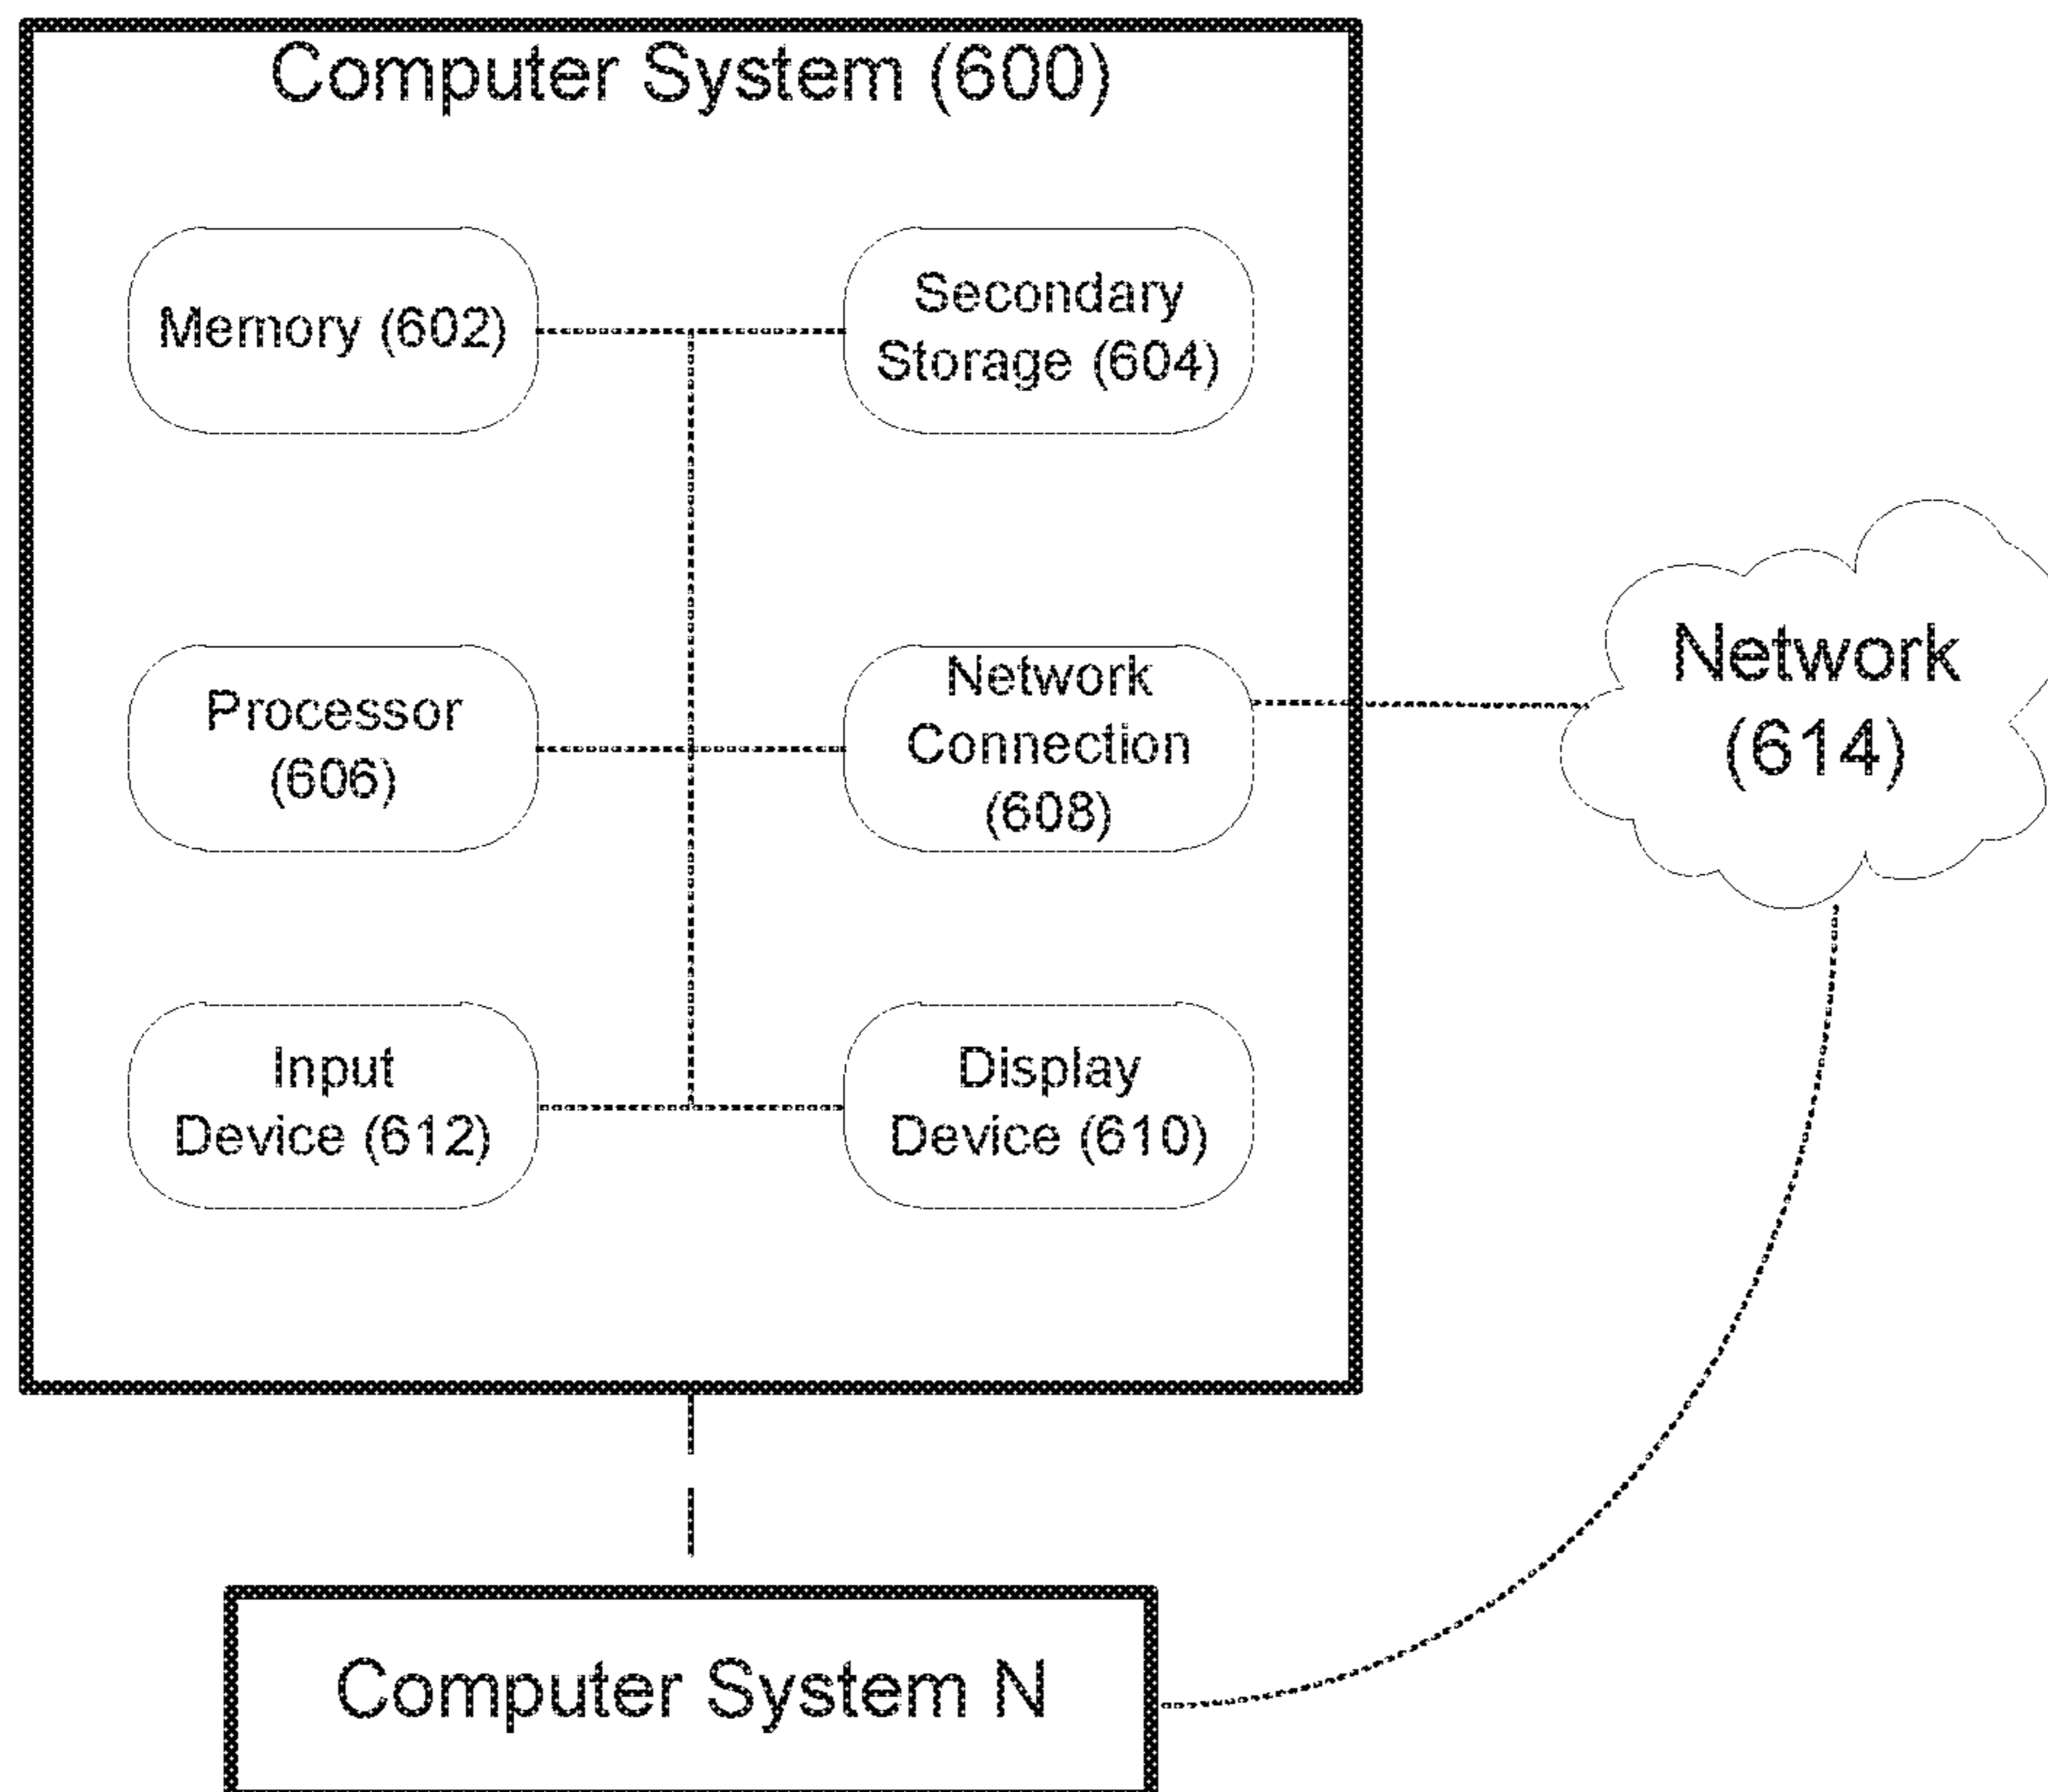 Computer System (600)
Memory (602)
Secondary
Storage (604)
Processor
(606)
Network
Connection
(608)
Network
(614)
Input
Device (612)
Display
Device (610)
Computer System N